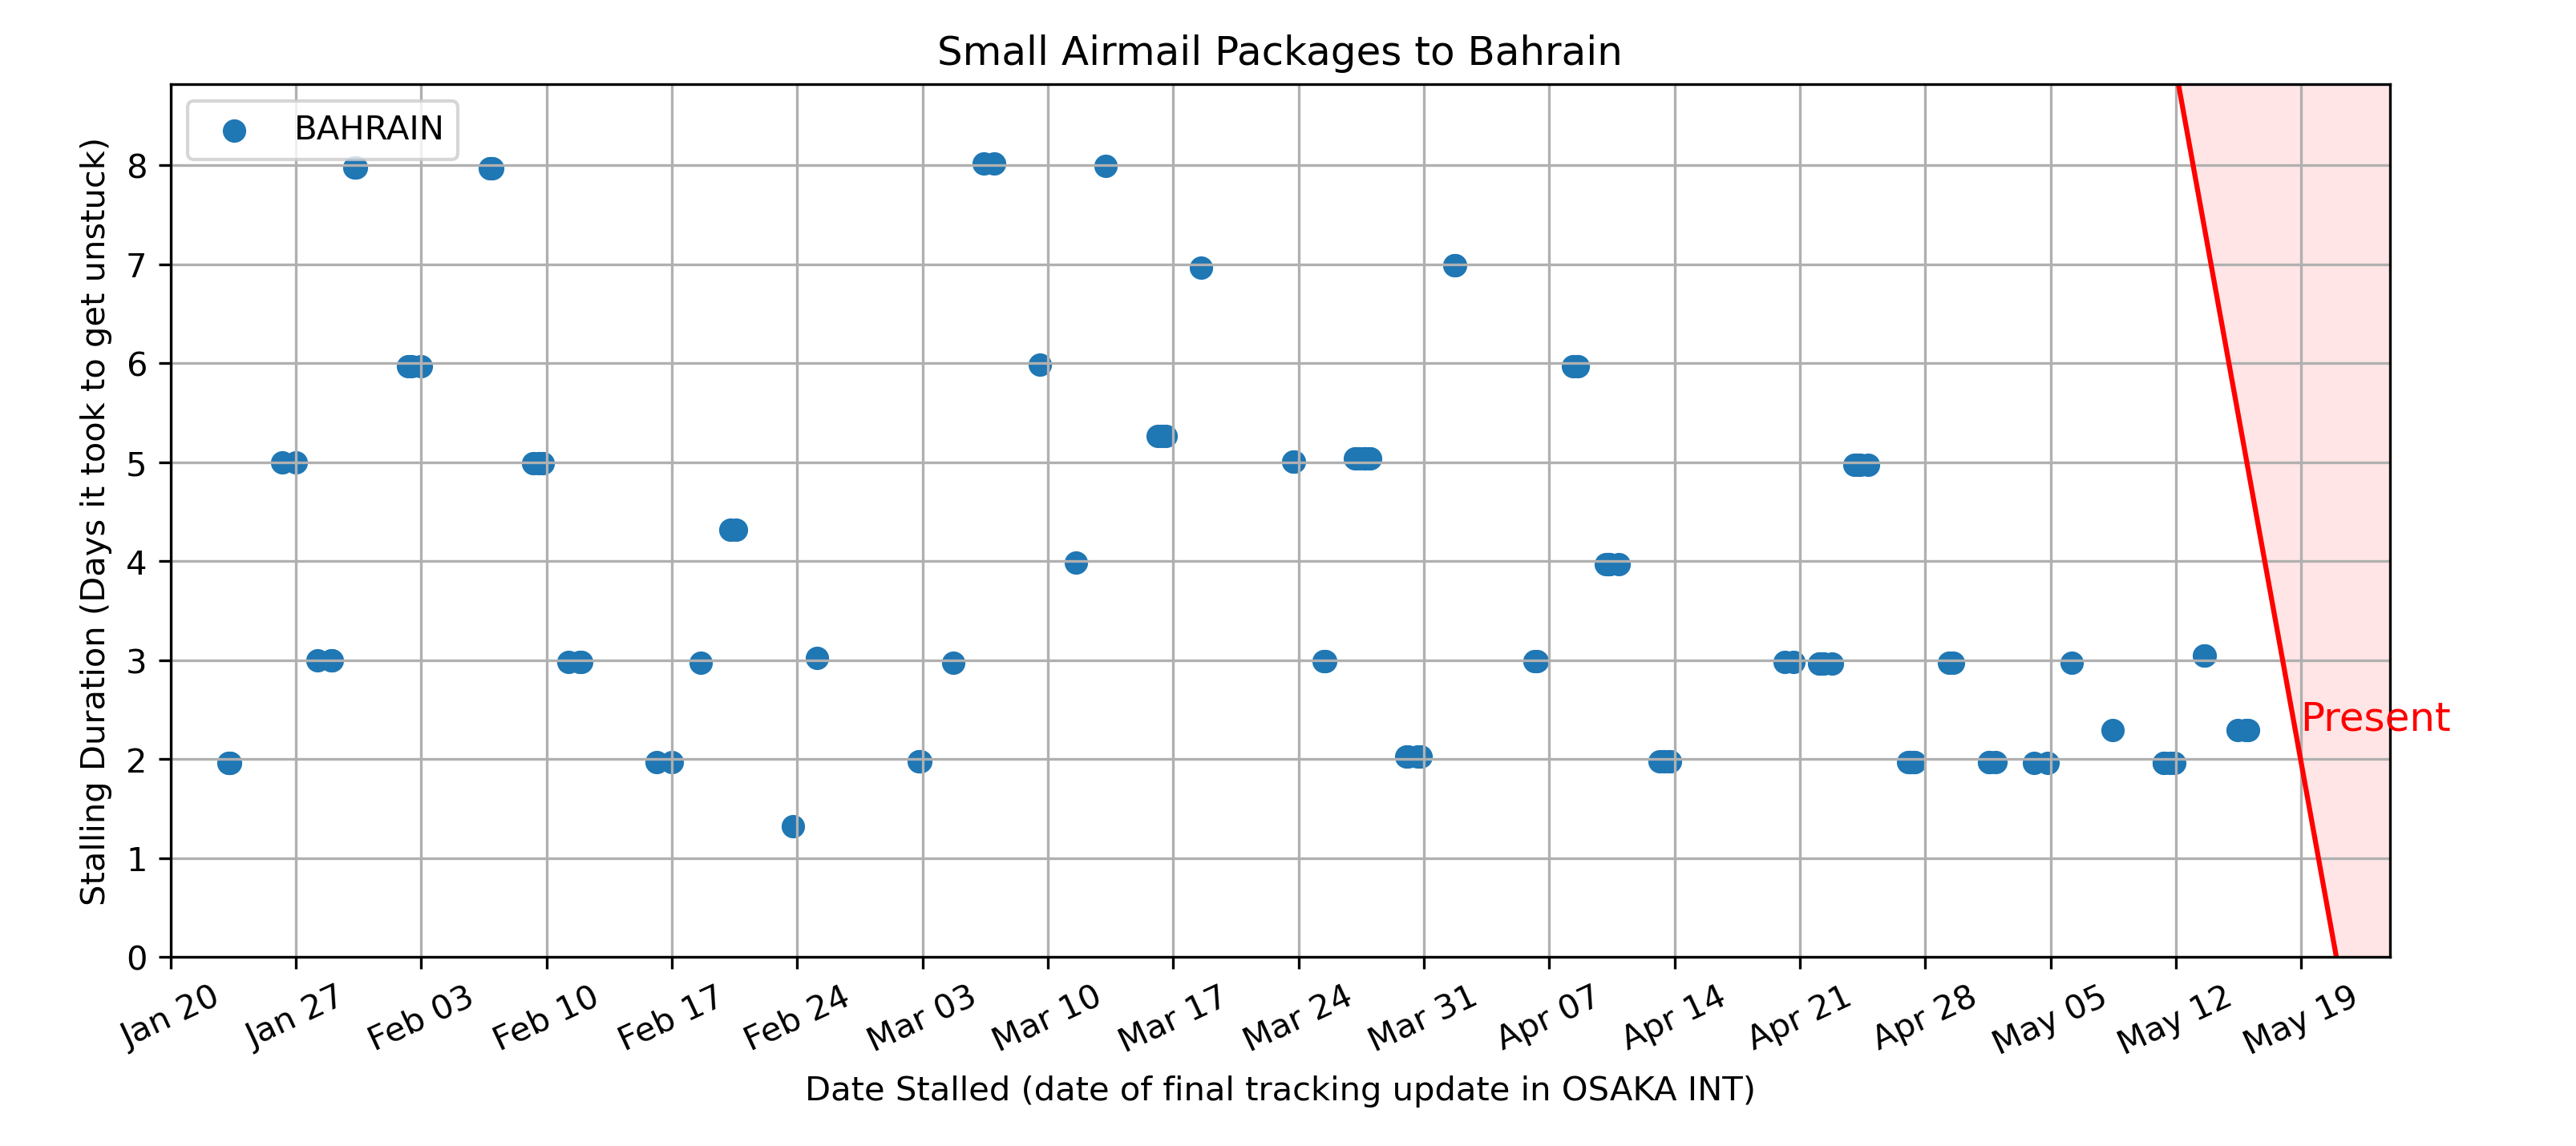 Small Airmail Packages to Bahrain
BAHRAIN
Stalling Duration (Days it took to get unstuck)
8
7
6
5
4
3
2
1
0
Present
Jan 20
Jan 27
Feb 03
Feb 10
Feb 17
Feb 24
Mar 03
Mar 10
Mar 17
Mar 24
Mar 31
Apr 07
Apr 14
Apr 21
Apr 28
May 05
May 12
May 19
Date Stalled (date of final tracking update in OSAKA INT)